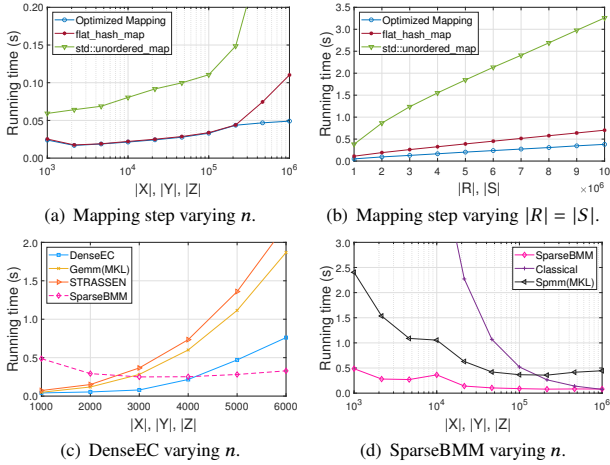 Optimized Mapping
flat_hash_map
std::unordered_map
Running time (s)
0.20
0.15
0.10
0.05
0.00
10^3
10^4
10^5
10^6
|X|, |Y|, |Z|
(a) Mapping step varying n.
Optimized Mapping
flat_hash_map
std::unordered_map
Running time (s)
3.5
3.0
2.5
2.0
1.5
1.0
0.5
0.0
1 2 3 4 5 6 7 8 9 10
|R|, |S|
×10^6
(b) Mapping step varying |R| = |S|.
DenseEC
Gemm(MKL)
STRASSEN
SparseBMM
Running time (s)
2.0
1.5
1.0
0.5
0.0
1000 2000 3000 4000 5000 6000
|X|, |Y|, |Z|
(c) DenseEC varying n.
SparseBMM
Classical
Spmm(MKL)
Running time (s)
3.0
2.5
2.0
1.5
1.0
0.5
0.0
10^3
10^4
10^5
10^6
|X|, |Y|, |Z|
(d) SparseBMM varying n.